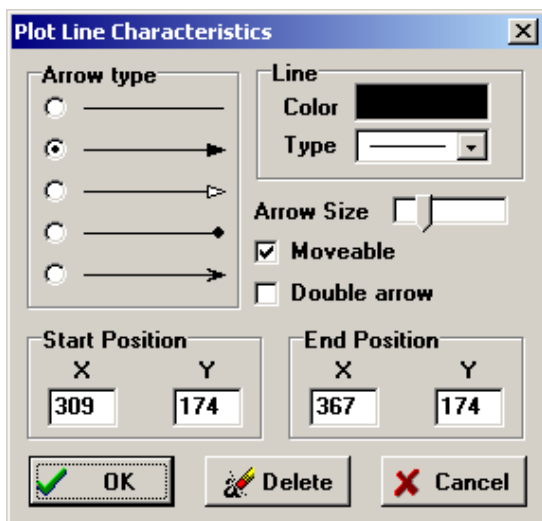 Plot Line Characteristics
Arrow type
Line
Color
Type
Arrow Size
Moveable
Double arrow
Start Position
X Y
309 174
End Position
X Y
367 174
OK Delete Cancel